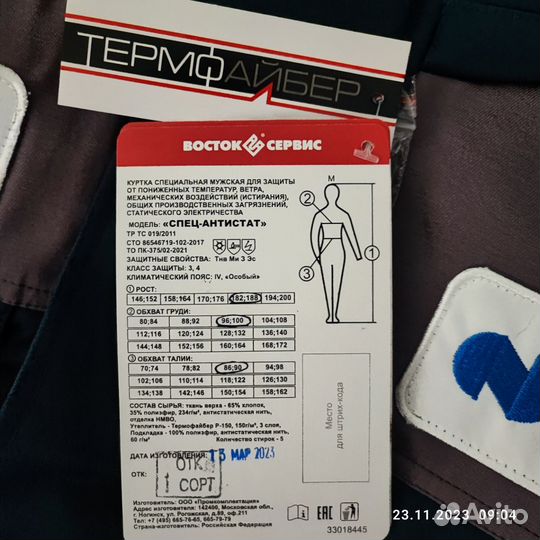 ТЕРМОФАЙБЕР
ВОСТОК СЕРВИС
КУРТКА СПЕЦИАЛЬНАЯ МУЖСКАЯ ДЛЯ ЗАЩИТЫ
ОТ ПОНИЖЕННЫХ ТЕМПЕРАТУР, ВЕТРА,
МЕХАНИЧЕСКИХ ВОЗДЕЙСТВИЙ (ИСТИРАНИЯ),
ОБЩИХ ПРОИЗВОДСТВЕННЫХ ЗАГРЯЗНЕНИЙ,
СТАТИЧЕСКОГО ЭЛЕКТРИЧЕСТВА
МОДЕЛЬ: «СПЕЦ-АНТИСТАТ»
ТР ТС 019/2011
СТО 86546719-102-2017
ТО ПК-375/02-2021
ЗАЩИТНЫЕ СВОЙСТВА: Тнв Ми З Эс
КЛАСС ЗАЩИТЫ: 3, 4
КЛИМАТИЧЕСКИЙ ПОЯС: IV, «Особый»
М
2
1
3
1 РОСТ:
146;152 158;164 170;176 182;188 194;200
2 ОБХВАТ ГРУДИ:
80;84 88;92 96;100 104;108
112;116 120;124 128;132 136;140
144;148 152;156 160;164 168;172
3 ОБХВАТ ТАЛИИ:
70;74 78;82 86;90 94;98
102;106 110;114 118;122 126;130
134;138 142;146 150;154 158;162
СОСТАВ СЫРЬЯ: ткань верха - 65% хлопок,
35% полиэфир, 234г/м², антистатическая нить,
отделка НМВО,
Утеплитель - Термофайбер Р-150, 150г/м², 3 слоя,
Подкладка - 100% полиэфир, антистатическая нить,
60 г/м² Количество стирок - 5
ДАТА ИЗГОТОВЛЕНИЯ: 13 МАР 2023
ОТК:
ОТК
1 СОРТ
Место
для штрих-кода
Изготовитель: ООО «Промкомплектация»
Адрес изготовителя: 142400, Московская обл.,
г. Ногинск, ул. Рогожская, д.89, оф.211
Тел: +7 (495) 665-76-65, 665-79-79
Страна-изготовитель: Российская Федерация
EAC
33018445
23.11.2023 09:04
Avito